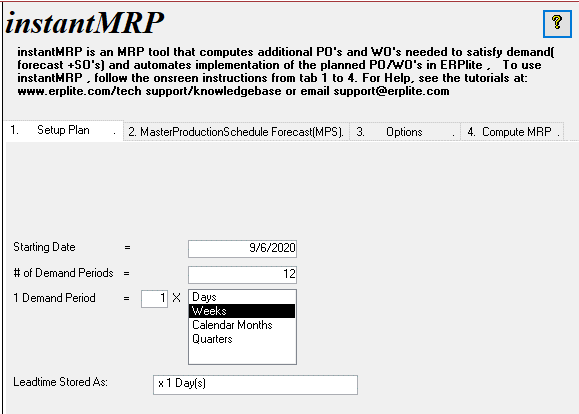 instantMRP
?
instantMRP is an MRP tool that computes additional PO's and WO's needed to satisfy demand(
forecast +SO's) and automates implementation of the planned PO/WO's in ERPlite , To use
instantMRP , follow the onsreen instructions from tab 1 to 4. For Help, see the tutorials at:
www.erplite.com/tech support/knowledgebase or email support@erplite.com
1. Setup Plan . 2. MasterProductionSchedule Forecast(MPS). 3. Options . 4. Compute MRP .
Starting Date = 9/6/2020
# of Demand Periods = 12
1 Demand Period = 1 X Days
Weeks
Calendar Months
Quarters
Leadtime Stored As: x 1 Day(s)